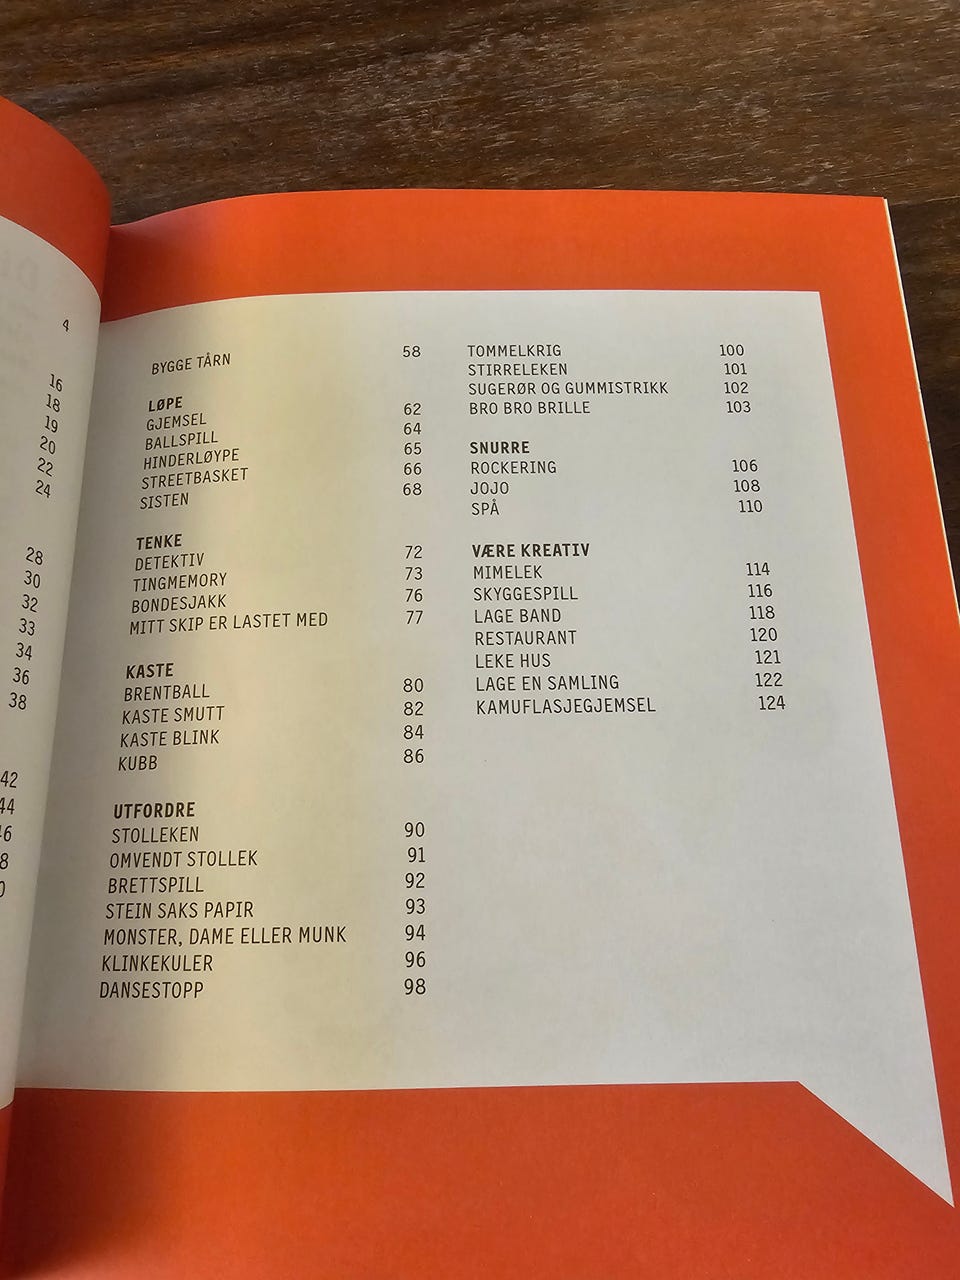 4
16
18
19
20
22
24
28
30
32
33
34
36
38
42
44
BYGGE TÅRN 58
LØPE
GJEMSEL 62
BALLSPILL 64
HINDERLØYPE 65
STREETBASKET 66
SISTEN 68
TENKE
DETEKTIV 72
TINGMEMORY 73
BONDESJAKK 76
MITT SKIP ER LASTET MED 77
KASTE
BRENTBALL 80
KASTE SMUTT 82
KASTE BLINK 84
KUBB 86
UTFORDRE
STOLLEKEN 90
OMVENDT STOLLEK 91
BRETTSPILL 92
STEIN SAKS PAPIR 93
MONSTER, DAME ELLER MUNK 94
KLINKEKULER 96
DANSESTOPP 98
TOMMELKRIG 100
STIRRELEKEN 101
SUGERØR OG GUMMISTRIKK 102
BRO BRO BRILLE 103
SNURRE
ROCKERING 106
JOJO 108
SPÅ 110
VÆRE KREATIV
MIMELEK 114
SKYGGESPILL 116
LAGE BAND 118
RESTAURANT 120
LEKE HUS 121
LAGE EN SAMLING 122
KAMUFLASJEGJEMSEL 124